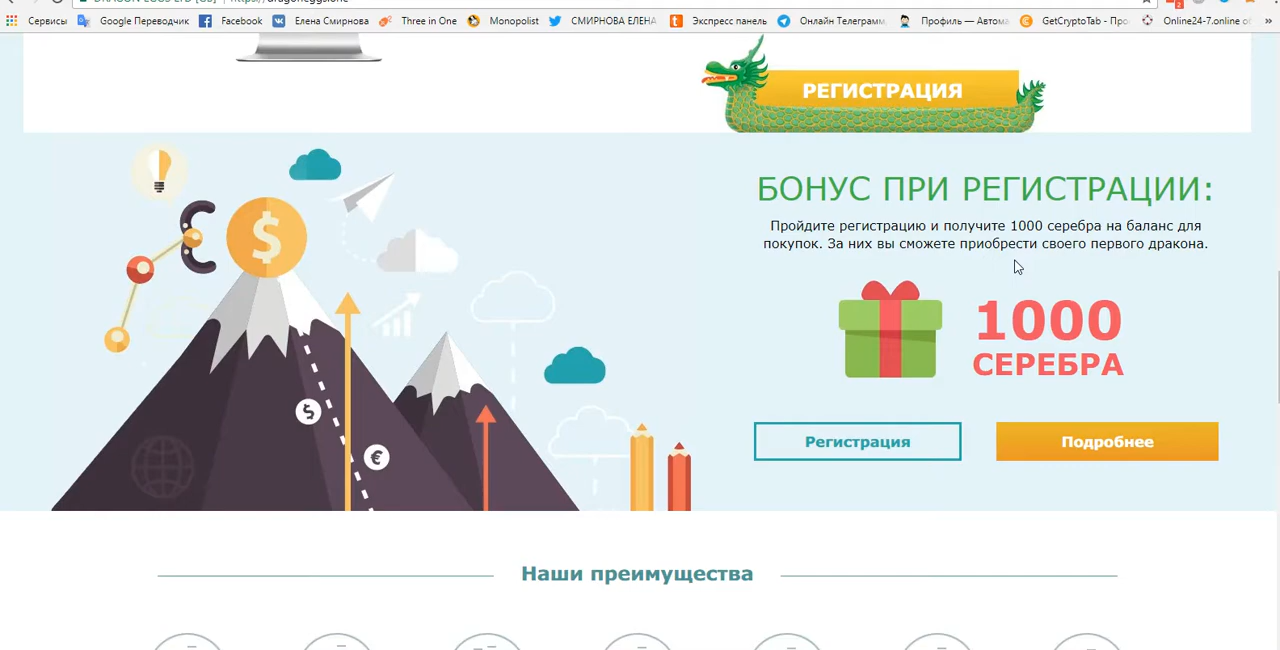 Сервисы Google Переводчик Facebook Елена Смирнова Three in One Monopolist СМИРНОВА ЕЛЕНА Экспресс панель Онлайн Телеграмм Профиль — Автома GetCryptoTab - Про Online24-7.online »
РЕГИСТРАЦИЯ
БОНУС ПРИ РЕГИСТРАЦИИ:
Пройдите регистрацию и получите 1000 серебра на баланс для
покупок. За них вы сможете приобрести своего первого дракона.
1000
СЕРЕБРА
Регистрация Подробнее
Наши преимущества